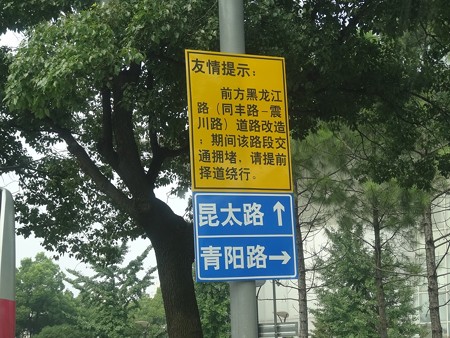 友情提示：
前方黑龙江
路（同丰路-震
川路）道路改造
；期间该路段交
通拥堵，请提前
择道绕行。
昆太路↑
青阳路→